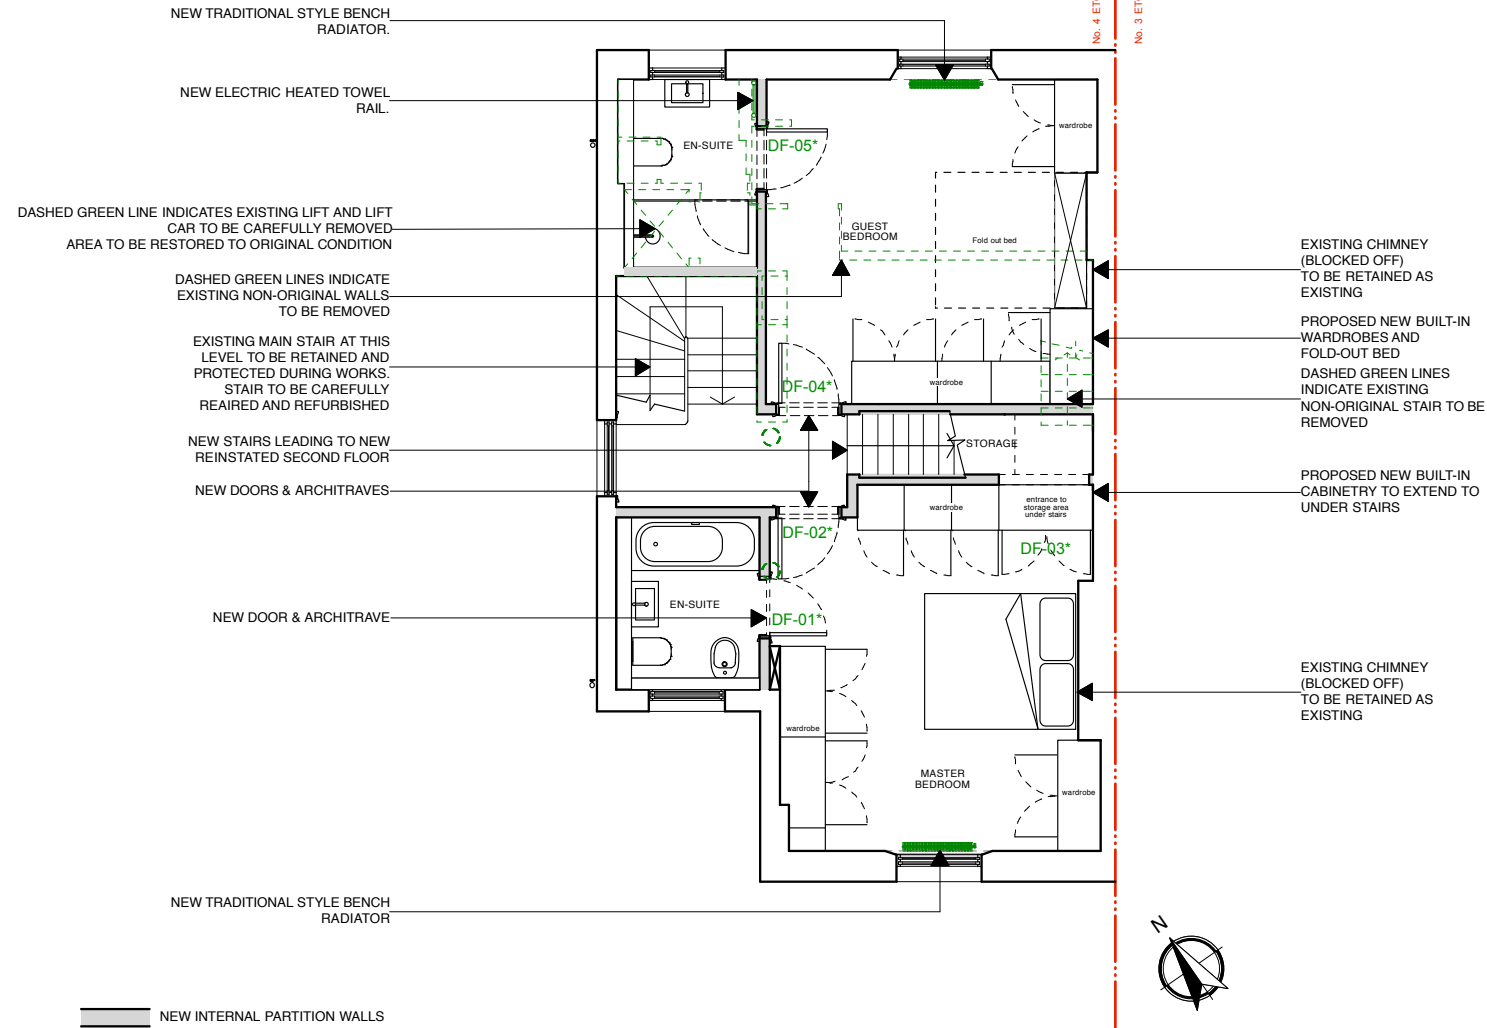 NEW TRADITIONAL STYLE BENCH
RADIATOR.
NEW ELECTRIC HEATED TOWEL
RAIL.
DASHED GREEN LINE INDICATES EXISTING LIFT AND LIFT
CAR TO BE CAREFULLY REMOVED
AREA TO BE RESTORED TO ORIGINAL CONDITION
DASHED GREEN LINES INDICATE
EXISTING NON-ORIGINAL WALLS
TO BE REMOVED
EXISTING MAIN STAIR AT THIS
LEVEL TO BE RETAINED AND
PROTECTED DURING WORKS.
STAIR TO BE CAREFULLY
REAIRED AND REFURBISHED
NEW STAIRS LEADING TO NEW
REINSTATED SECOND FLOOR
NEW DOORS & ARCHITRAVES
NEW DOOR & ARCHITRAVE
NEW TRADITIONAL STYLE BENCH
RADIATOR
NEW INTERNAL PARTITION WALLS
EN-SUITE
DF-05*
wardrobe
GUEST
BEDROOM
Fold out bed
DF-04*
wardrobe
STORAGE
wardrobe
entrance to
storage area
under stairs
DF-02*
DF-03*
EN-SUITE
DF-01*
wardrobe
MASTER
BEDROOM
wardrobe
No. 4
No. 3
EXISTING CHIMNEY
(BLOCKED OFF)
TO BE RETAINED AS
EXISTING
PROPOSED NEW BUILT-IN
WARDROBES AND
FOLD-OUT BED
DASHED GREEN LINES
INDICATE EXISTING
NON-ORIGINAL STAIR TO BE
REMOVED
PROPOSED NEW BUILT-IN
CABINETRY TO EXTEND TO
UNDER STAIRS
EXISTING CHIMNEY
(BLOCKED OFF)
TO BE RETAINED AS
EXISTING
N